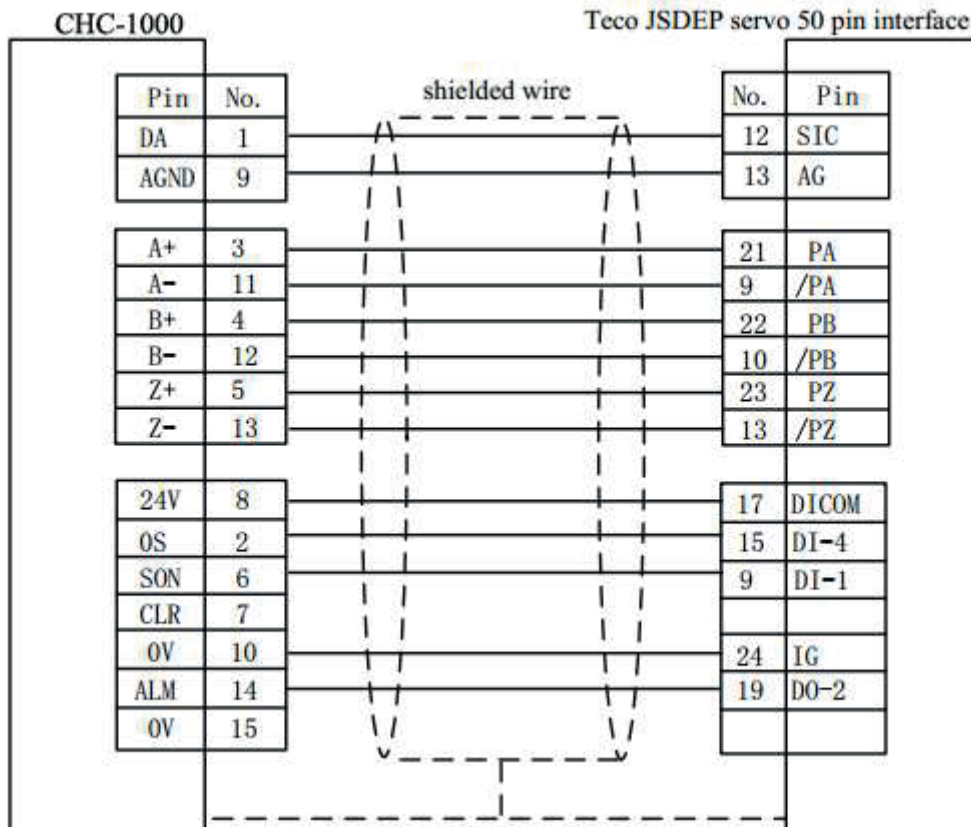 CHC-1000 Teco JSDEP servo 50 pin interface
shielded wire
Pin No. No. Pin
DA 1 12 SIC
AGND 9 13 AG
A+ 3 21 PA
A- 11 9 /PA
B+ 4 22 PB
B- 12 10 /PB
Z+ 5 23 PZ
Z- 13 13 /PZ
24V 8 17 DICOM
OS 2 15 DI-4
SON 6 9 DI-1
CLR 7
0V 10 24 IG
ALM 14 19 DO-2
0V 15